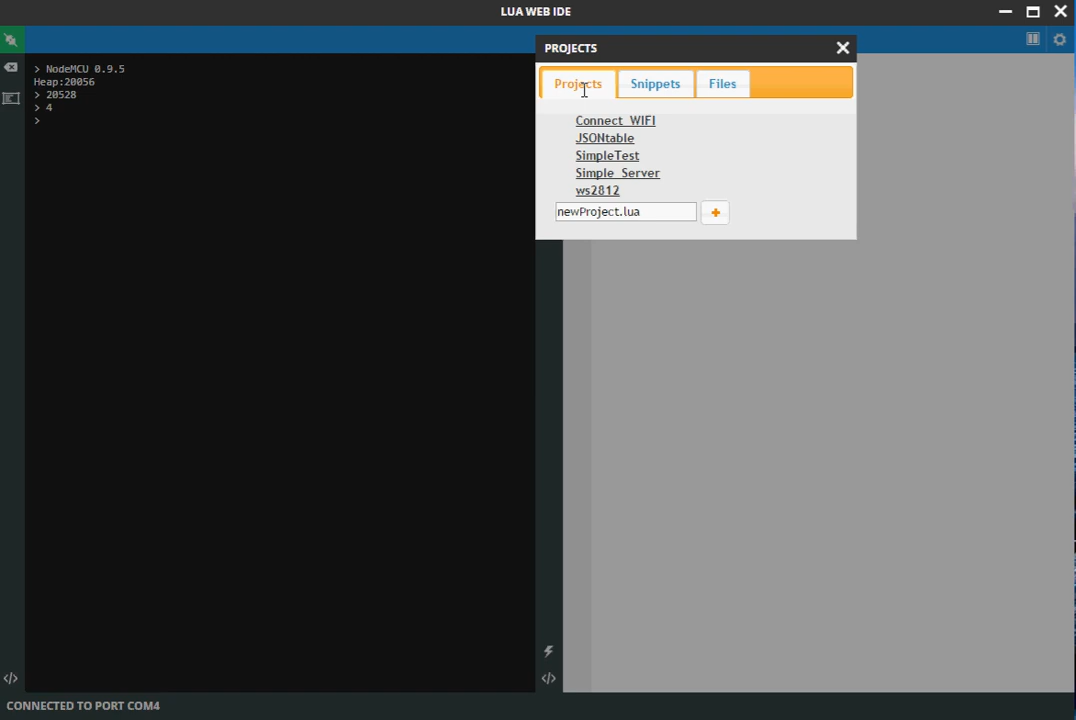 LUA WEB IDE
> NodeMCU 0.9.5
Heap:20056
> 20528
> 4
>
PROJECTS
Projects Snippets Files
Connect_WIFI
JSONtable
SimpleTest
Simple_Server
ws2812
newProject.lua
CONNECTED TO PORT COM4